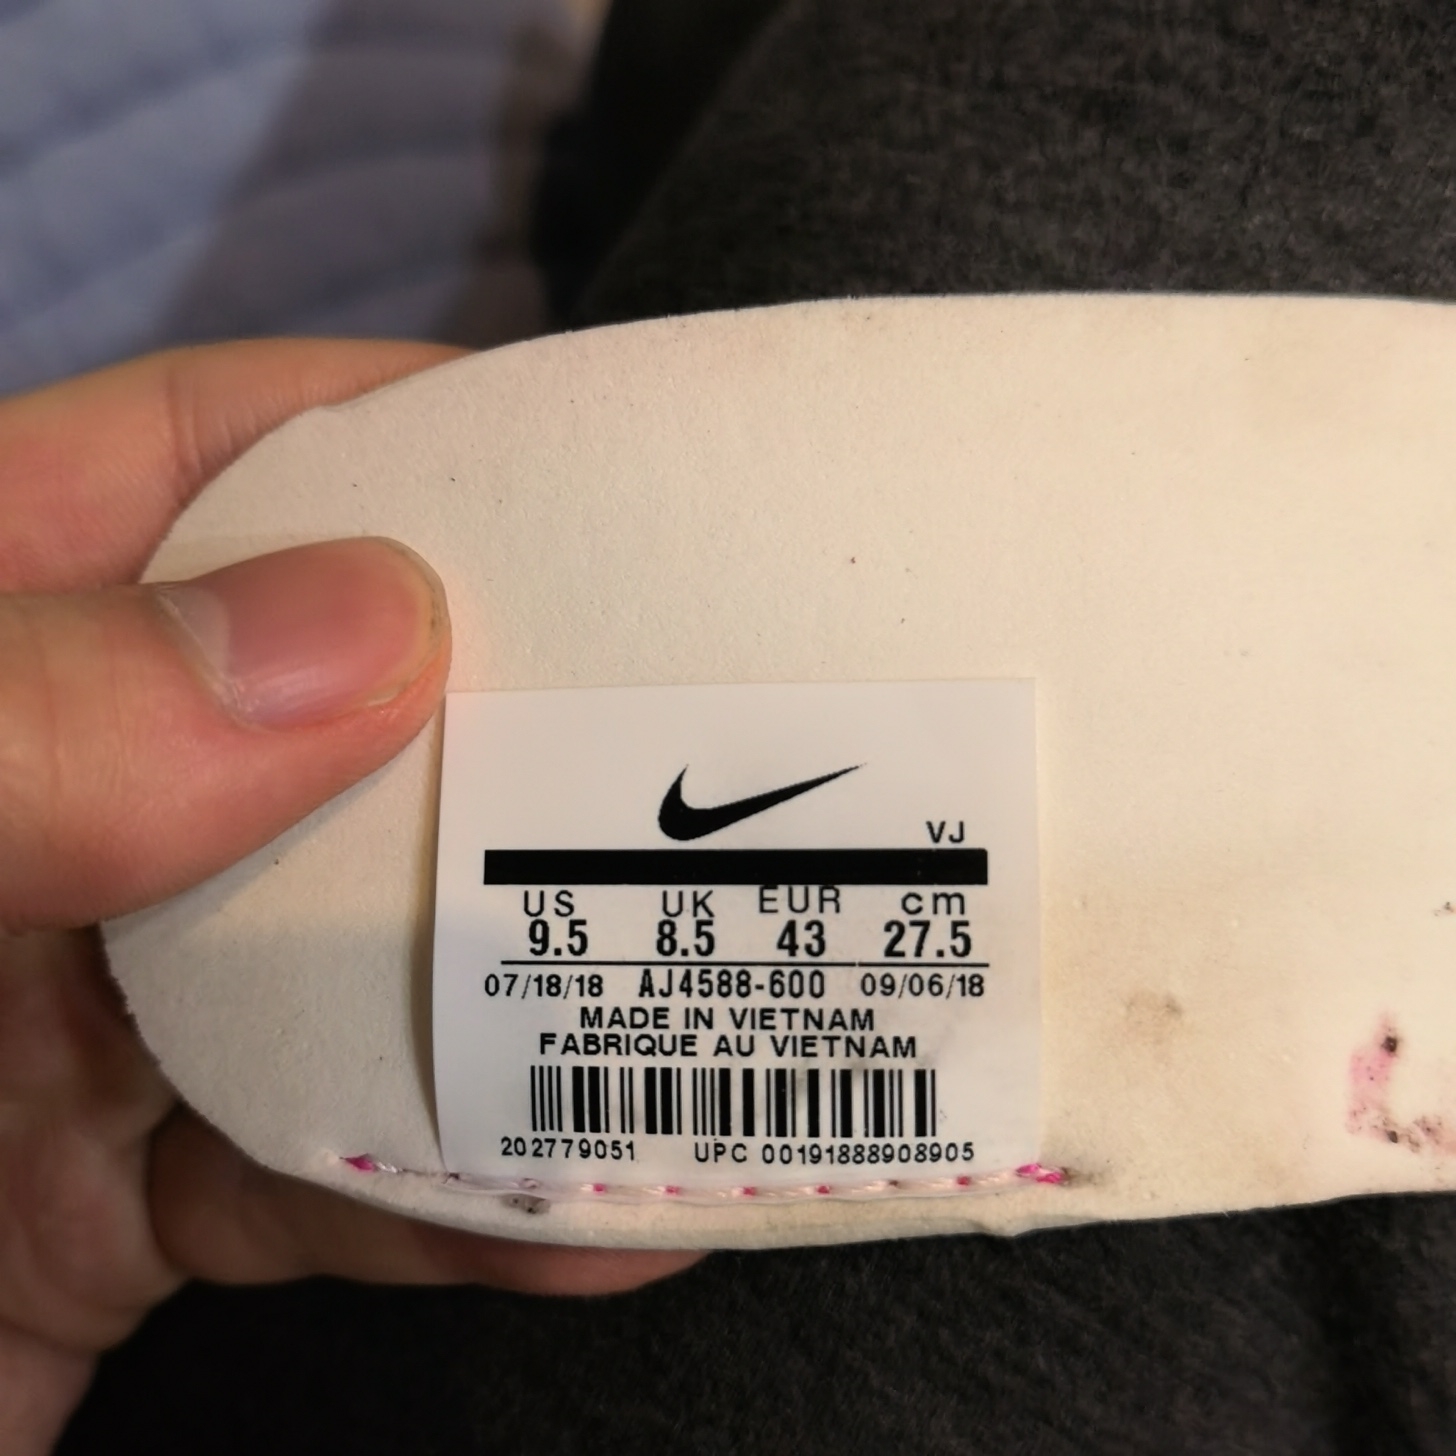 VJ
US UK EUR cm
9.5 8.5 43 27.5
07/18/18 AJ4588-600 09/06/18
MADE IN VIETNAM
FABRIQUE AU VIETNAM
202779051 UPC 00191888908905